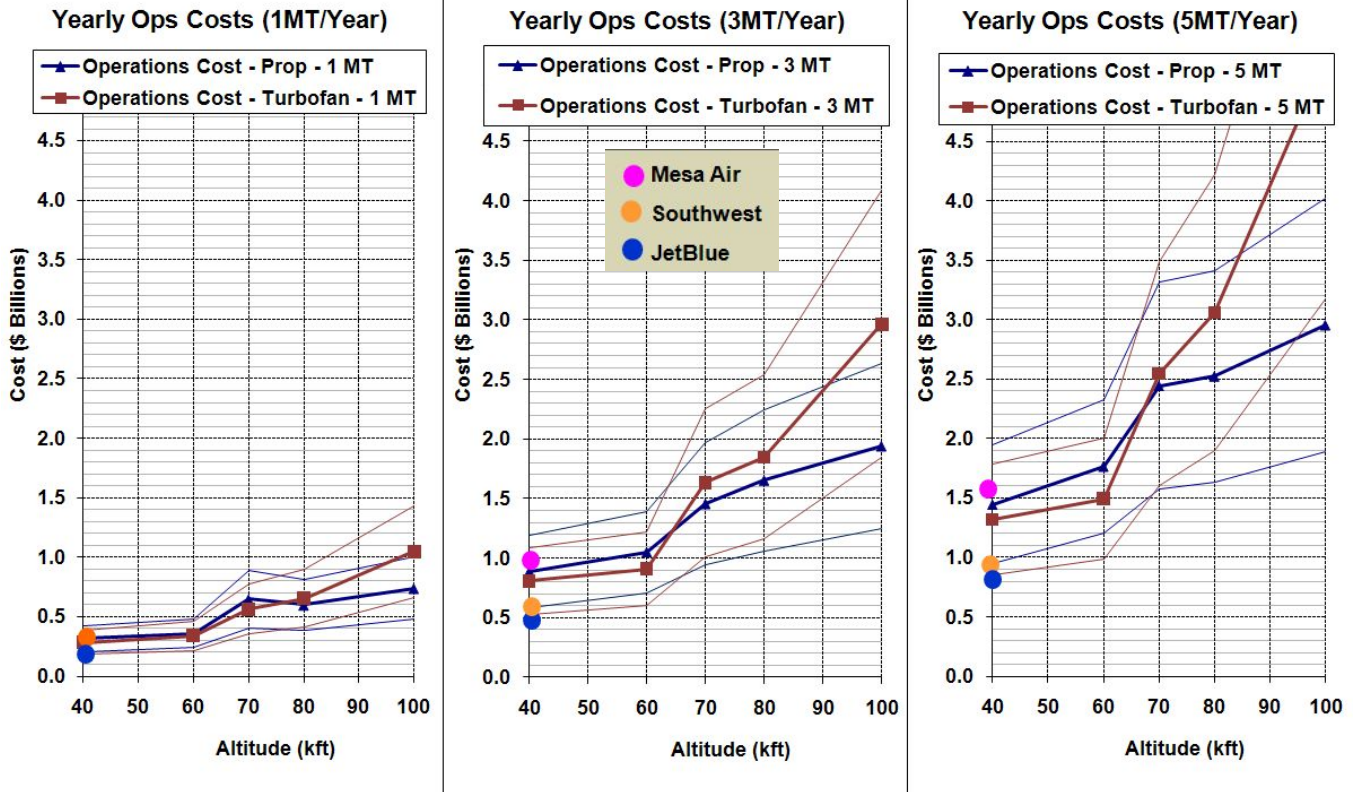 Yearly Ops Costs (1MT/Year)
Operations Cost - Prop - 1 MT
Operations Cost - Turbofan - 1 MT
Cost ($ Billions)
4.5
4.0
3.5
3.0
2.5
2.0
1.5
1.0
0.5
0.0
40 50 60 70 80 90 100
Altitude (kft)
Yearly Ops Costs (3MT/Year)
Operations Cost - Prop - 3 MT
Operations Cost - Turbofan - 3 MT
Mesa Air
Southwest
JetBlue
Cost ($ Billions)
4.5
4.0
3.5
3.0
2.5
2.0
1.5
1.0
0.5
0.0
40 50 60 70 80 90 100
Altitude (kft)
Yearly Ops Costs (5MT/Year)
Operations Cost - Prop - 5 MT
Operations Cost - Turbofan - 5 MT
Cost ($ Billions)
4.5
4.0
3.5
3.0
2.5
2.0
1.5
1.0
0.5
0.0
40 50 60 70 80 90 100
Altitude (kft)